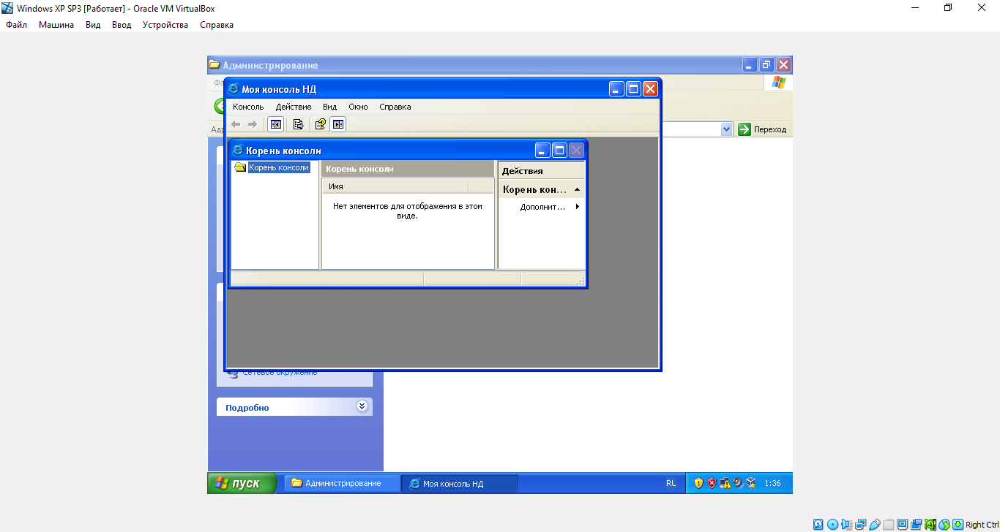 Windows XP SP3 [Работает] - Oracle VM VirtualBox
Файл Машина Вид Ввод Устройства Справка
Администрирование
Моя консоль НД
Консоль Действие Вид Окно Справка
Переход
Корень консоли
Корень консоли
Корень консоли
Действия
Имя
Корень кон...
Нет элементов для отображения в этом
виде.
Дополнит...
Сетевое окружение
Подробно
пуск Администрирование Моя консоль НД RL 1:36
Right Ctrl